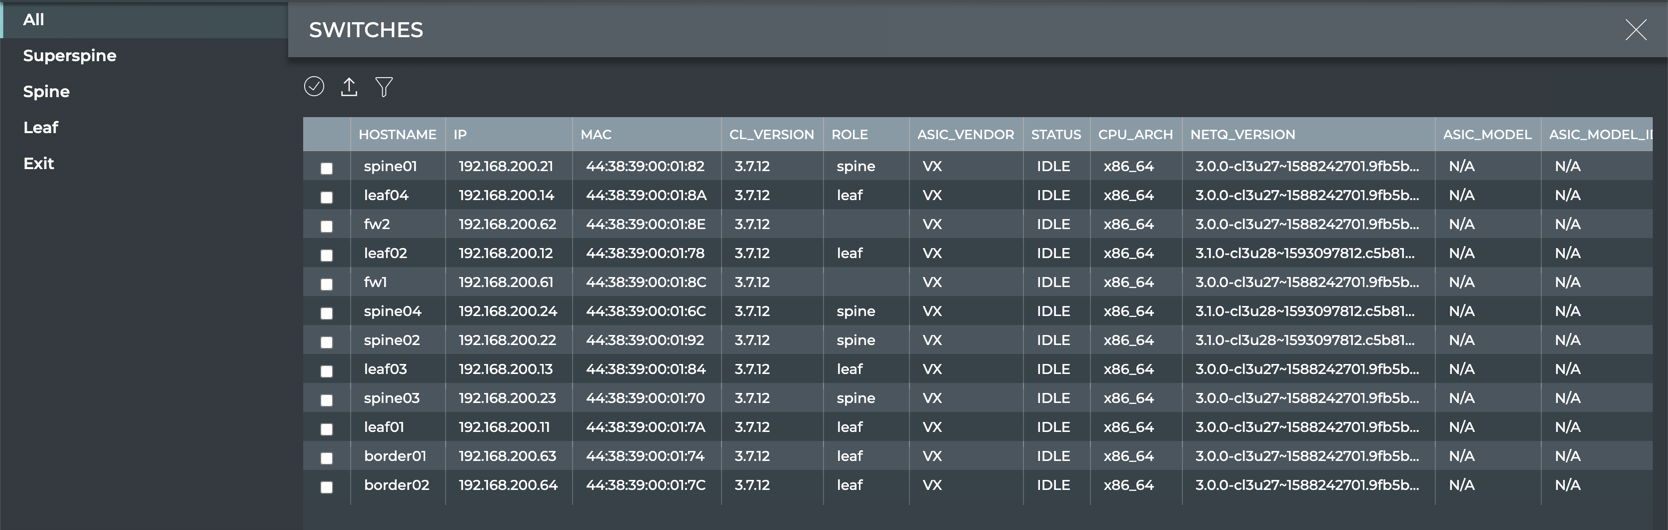 All
Superspine
Spine
Leaf
Exit
SWITCHES
HOSTNAME IP MAC CL_VERSION ROLE ASIC_VENDOR STATUS CPU_ARCH NETQ_VERSION ASIC_MODEL ASIC_MODEL_ID
spine01 192.168.200.21 44:38:39:00:01:82 3.7.12 spine VX IDLE x86_64 3.0.0-cl3u27~1588242701.9fb5b... N/A N/A
leaf04 192.168.200.14 44:38:39:00:01:8A 3.7.12 leaf VX IDLE x86_64 3.0.0-cl3u27~1588242701.9fb5b... N/A N/A
fw2 192.168.200.62 44:38:39:00:01:8E 3.7.12 VX IDLE x86_64 3.0.0-cl3u27~1588242701.9fb5b... N/A N/A
leaf02 192.168.200.12 44:38:39:00:01:78 3.7.12 leaf VX IDLE x86_64 3.1.0-cl3u28~1593097812.c5b81... N/A N/A
fw1 192.168.200.61 44:38:39:00:01:8C 3.7.12 VX IDLE x86_64 3.0.0-cl3u27~1588242701.9fb5b... N/A N/A
spine04 192.168.200.24 44:38:39:00:01:6C 3.7.12 spine VX IDLE x86_64 3.1.0-cl3u28~1593097812.c5b81... N/A N/A
spine02 192.168.200.22 44:38:39:00:01:92 3.7.12 spine VX IDLE x86_64 3.1.0-cl3u28~1593097812.c5b81... N/A N/A
leaf03 192.168.200.13 44:38:39:00:01:84 3.7.12 leaf VX IDLE x86_64 3.0.0-cl3u27~1588242701.9fb5b... N/A N/A
spine03 192.168.200.23 44:38:39:00:01:70 3.7.12 spine VX IDLE x86_64 3.0.0-cl3u27~1588242701.9fb5b... N/A N/A
leaf01 192.168.200.11 44:38:39:00:01:7A 3.7.12 leaf VX IDLE x86_64 3.0.0-cl3u27~1588242701.9fb5b... N/A N/A
border01 192.168.200.63 44:38:39:00:01:74 3.7.12 leaf VX IDLE x86_64 3.0.0-cl3u27~1588242701.9fb5b... N/A N/A
border02 192.168.200.64 44:38:39:00:01:7C 3.7.12 leaf VX IDLE x86_64 3.0.0-cl3u27~1588242701.9fb5b... N/A N/A